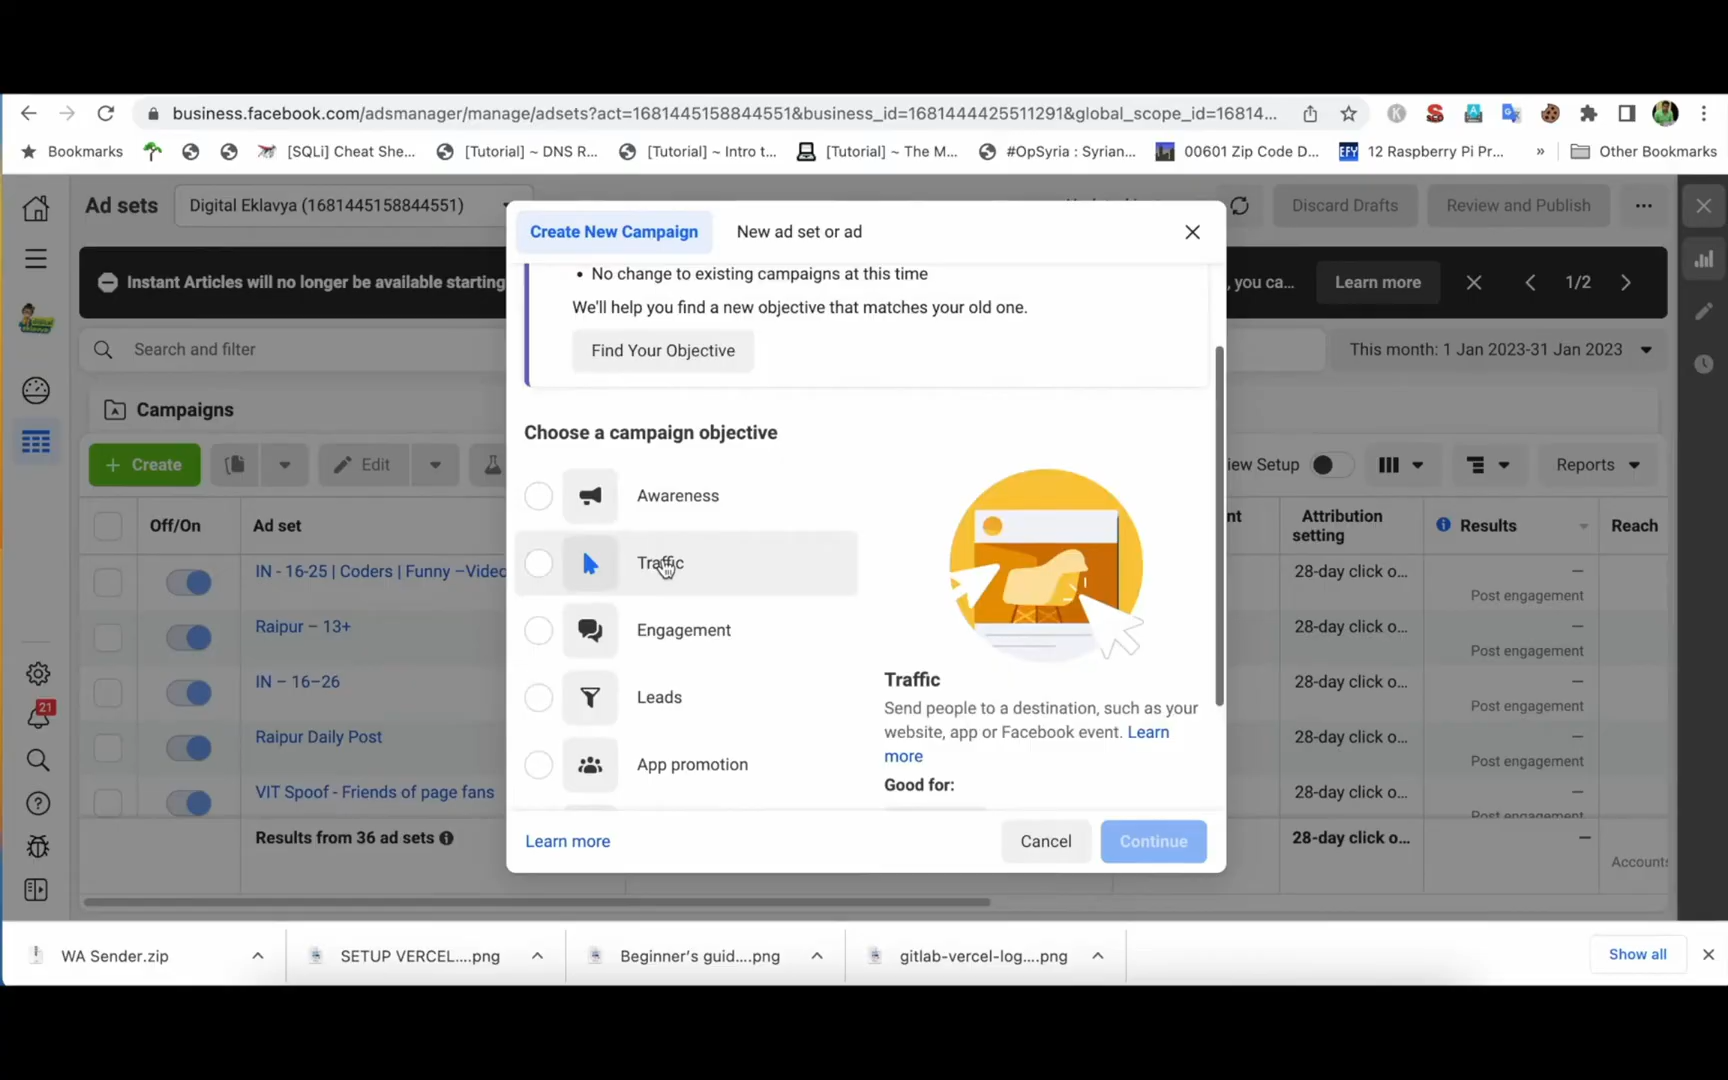 business.facebook.com/adsmanager/manage/adsets?act=1681445158844551&business_id=1681444425511291&global_scope_id=16814...
Bookmarks
[SQLi] Cheat She...
[Tutorial] ~ DNS R...
[Tutorial] ~ Intro t...
[Tutorial] ~ The M...
#OpSyria : Syrian...
00601 Zip Code D...
EFY
12 Raspberry Pi Pr...
»
Other Bookmarks
Ad sets
Digital Eklavya (1681445158844551)
Discard Drafts
Review and Publish
Create New Campaign
New ad set or ad
Instant Articles will no longer be available starting
, you ca...
Learn more
1/2
• No change to existing campaigns at this time
We'll help you find a new objective that matches your old one.
Find Your Objective
Search and filter
This month: 1 Jan 2023-31 Jan 2023
Campaigns
Choose a campaign objective
+ Create
Edit
iew Setup
Reports
Off/On
Ad set
nt
Attribution
setting
Results
Reach
Awareness
Traffic
Engagement
Leads
App promotion
Traffic
Send people to a destination, such as your
website, app or Facebook event. Learn
more
Good for:
IN - 16-25 | Coders | Funny –Video
28-day click o...
—
Post engagement
Raipur – 13+
28-day click o...
—
Post engagement
IN – 16–26
28-day click o...
—
Post engagement
Raipur Daily Post
28-day click o...
—
Post engagement
VIT Spoof - Friends of page fans
28-day click o...
—
Post engagement
Results from 36 ad sets
28-day click o...
—
Accounts
21
Learn more
Cancel
Continue
WA Sender.zip
SETUP VERCEL....png
Beginner's guid....png
gitlab-vercel-log....png
Show all